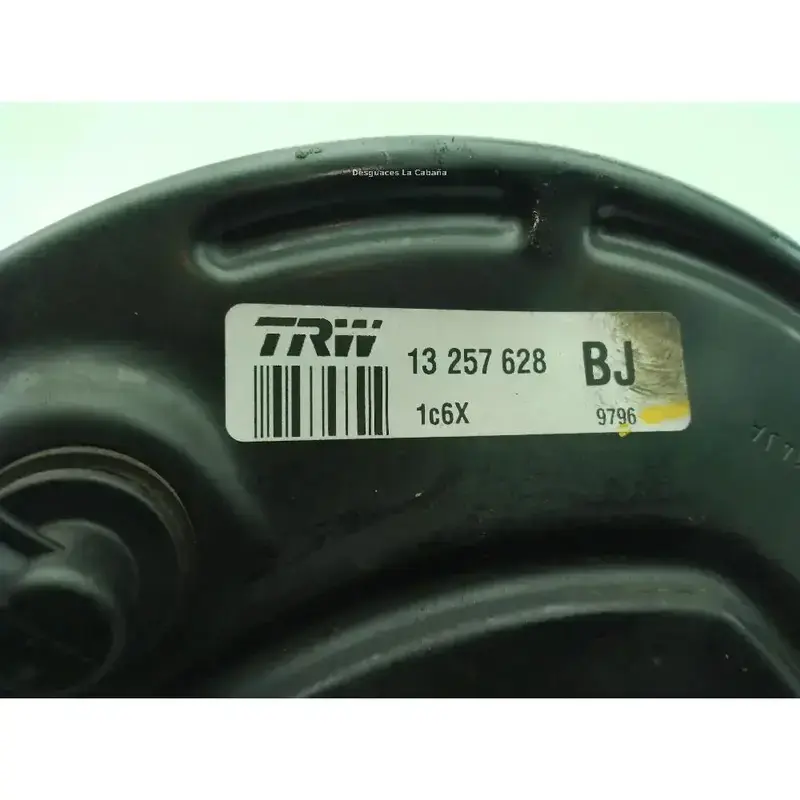 Desguaces La Cabaña
TRW
13 257 628 BJ
1c6X 9796